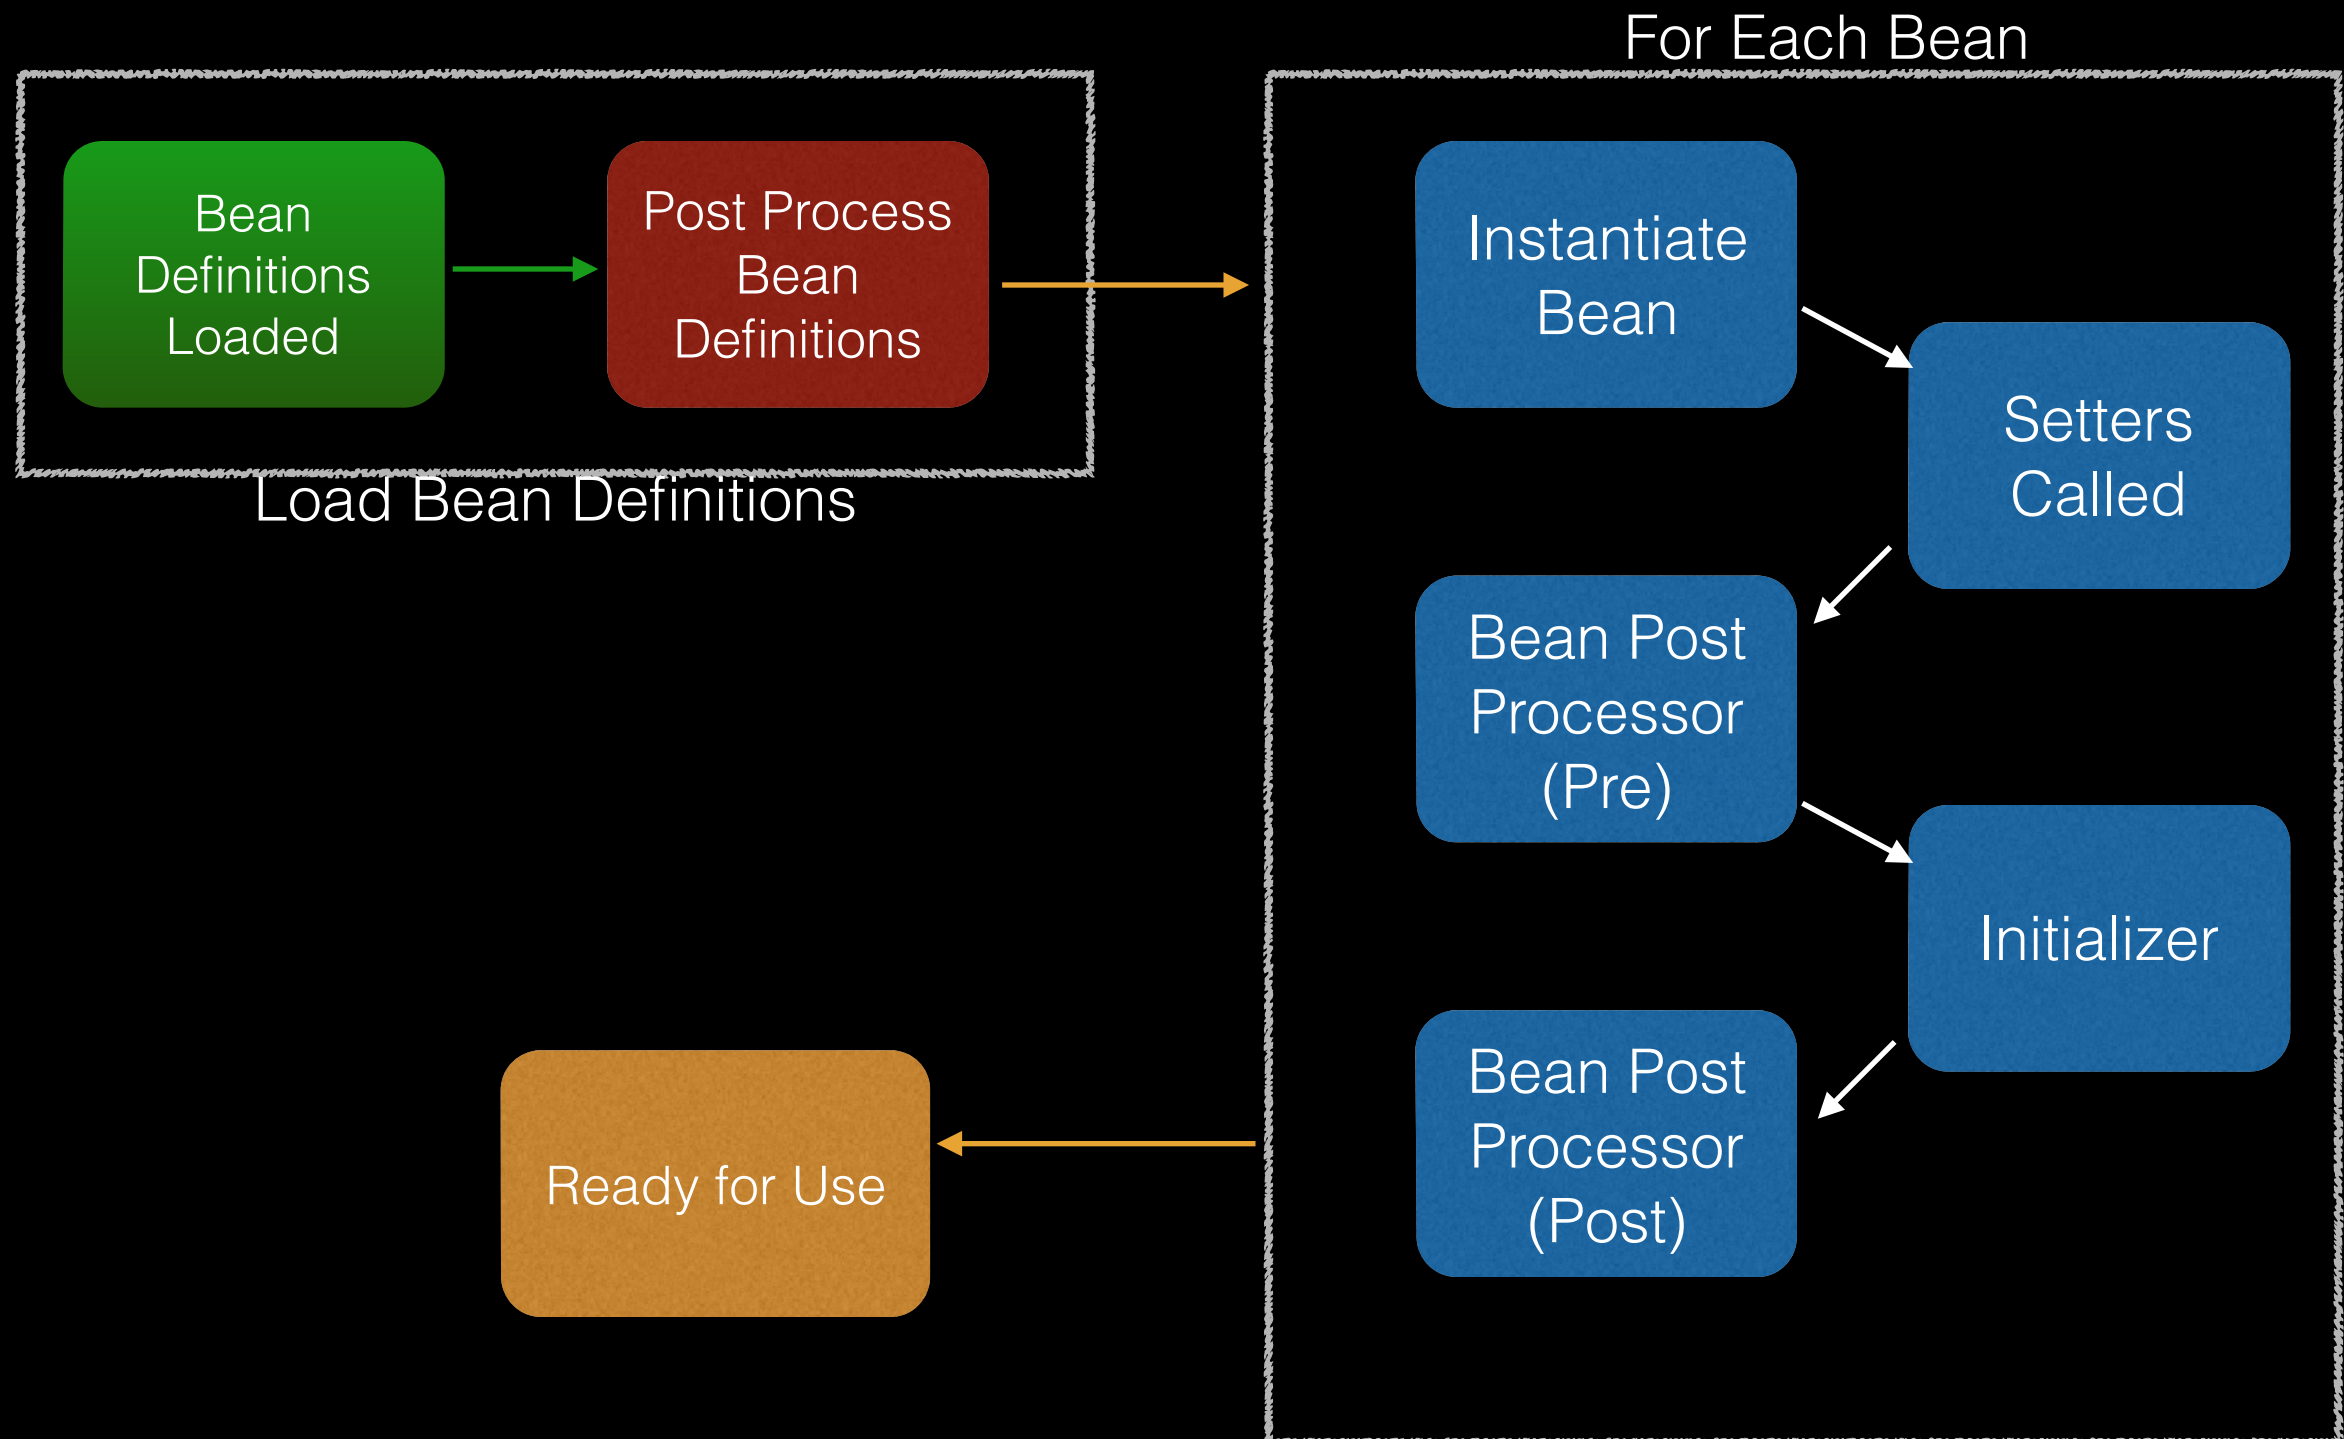 For Each Bean
Bean
Definitions
Loaded
Post Process
Bean
Definitions
Load Bean Definitions
Instantiate
Bean
Setters
Called
Bean Post
Processor
(Pre)
Initializer
Bean Post
Processor
(Post)
Ready for Use